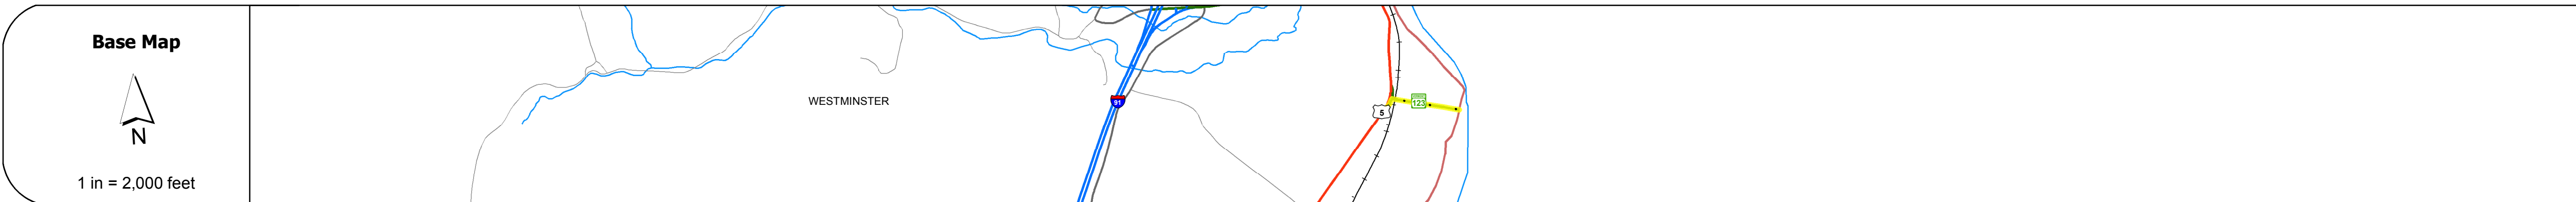 Base Map
N
1 in = 2,000 feet
WESTMINSTER
91
5
123